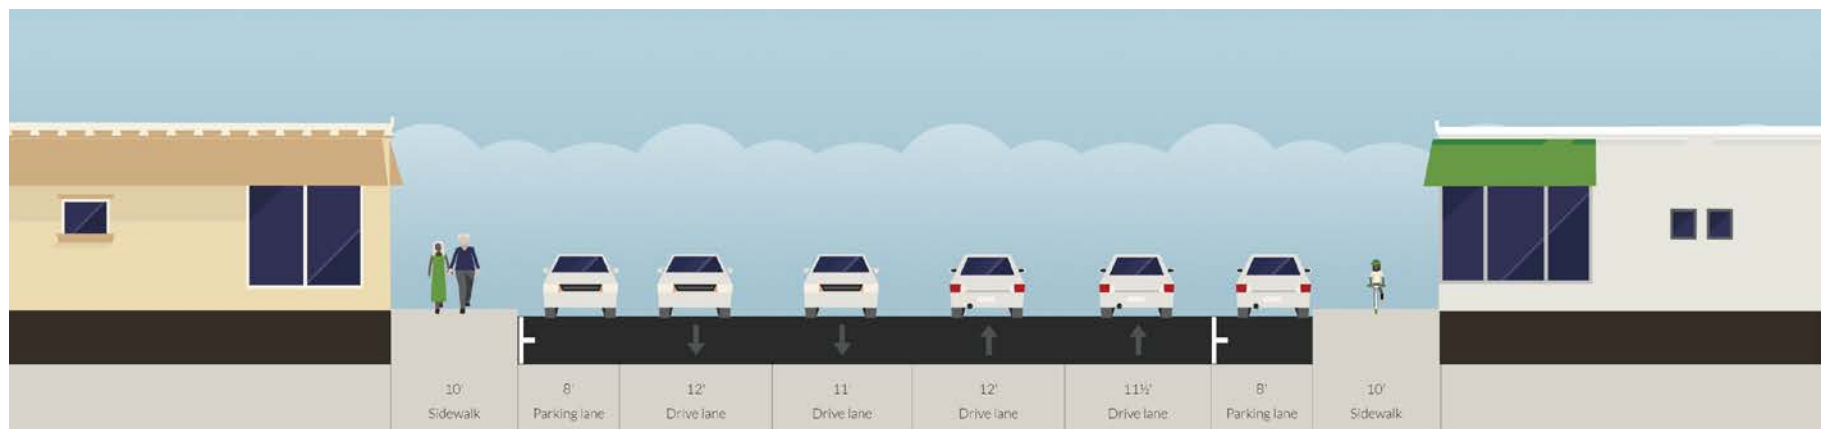 10' 8' 12' 11' 12' 11½' 8' 10'
Sidewalk Parking lane Drive lane Drive lane Drive lane Drive lane Parking lane Sidewalk